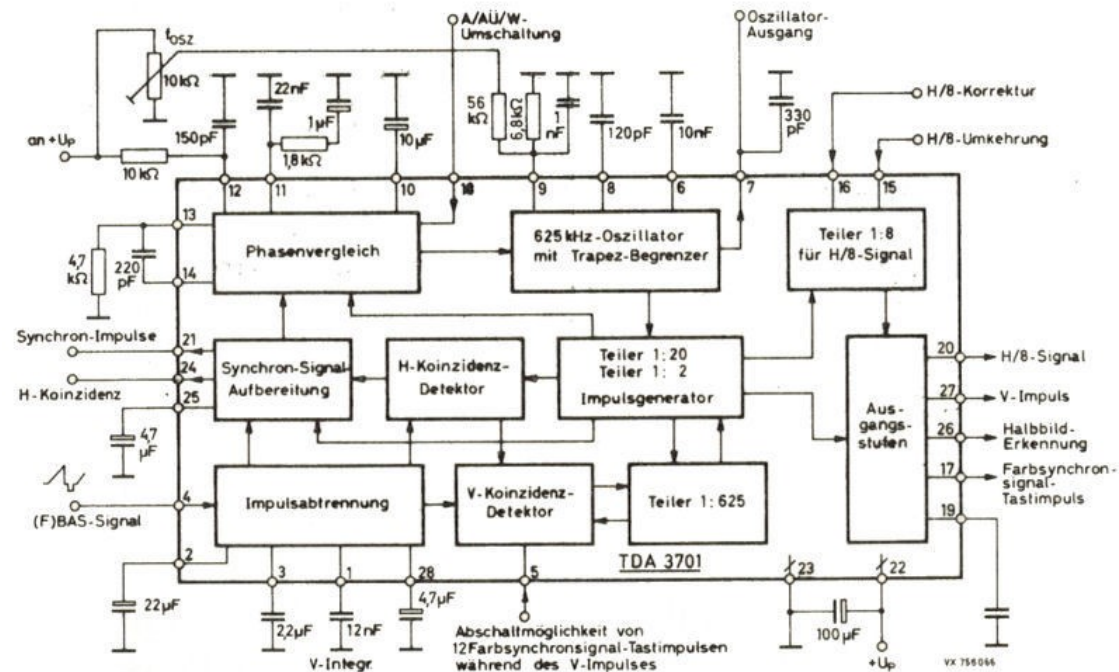 A/AÜ/W-
Umschaltung
Oszillator-
Ausgang
fOSZ.
10kΩ
22nF
1µF
150pF
1,8kΩ
10µF
56
kΩ
6,8kΩ
1
nF
120pF
10nF
330
pF
H/8-Korrektur
H/8-Umkehrung
an +Up
10kΩ
12
11
10
18
9
8
6
7
16
15
13
4,7
kΩ
220
pF
14
Phasenvergleich
625kHz-Oszillator
mit Trapez-Begrenzer
Teiler 1:8
für H/8-Signal
Synchron-Impulse
21
24
H-Koinzidenz
25
4,7
µF
Synchron-Signal
Aufbereitung
H-Koinzidenz-
Detektor
Teiler 1:20
Teiler 1: 2
Impulsgenerator
Aus-
gangs-
stufen
20
H/8-Signal
27
V-Impuls
26
Halbbild-
Erkennung
17
Farbsynchron-
signal-
Tastimpuls
19
4
(F)BAS-Signal
Impulsabtrennung
V-Koinzidenz-
Detektor
Teiler 1:625
TDA 3701
2
3
1
28
5
23
22
22µF
2,2µF
12nF
4,7µF
V-Integr.
Abschaltmöglichkeit von
12Farbsynchronsignal-Tastimpulsen
während des V-Impulses
100µF
+Up
VX 756066